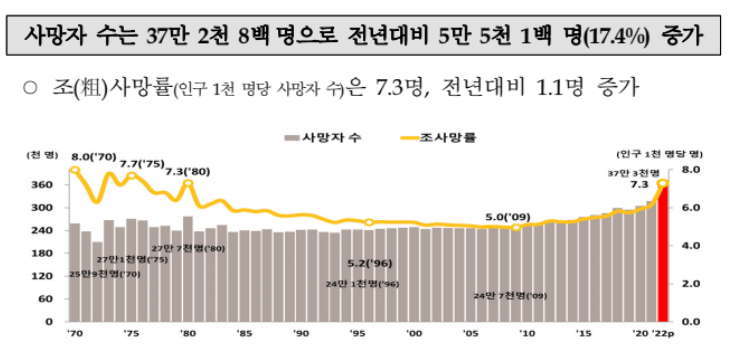 사망자 수는 37만 2천 8백 명으로 전년대비 5만 5천 1백 명(17.4%) 증가
○ 조(粗)사망률(인구 1천 명당 사망자 수)은 7.3명, 전년대비 1.1명 증가
사망자 수 조사망률
(천 명) (인구 1천 명당 명)
8.0('70) 7.7('75) 7.3('80) 37만 3천명
7.3
360 300 240 180 120 60 0
8.0 6.0 4.0 2.0 0.0
5.0('09)
27만 7천명('80)
27만 1천명('75)
25만 9천명('70)
5.2('96)
24만 1천명('96)
24만 7천명('09)
'70 '75 '80 '85 '90 '95 '00 '05 '10 '15 '20 '22p